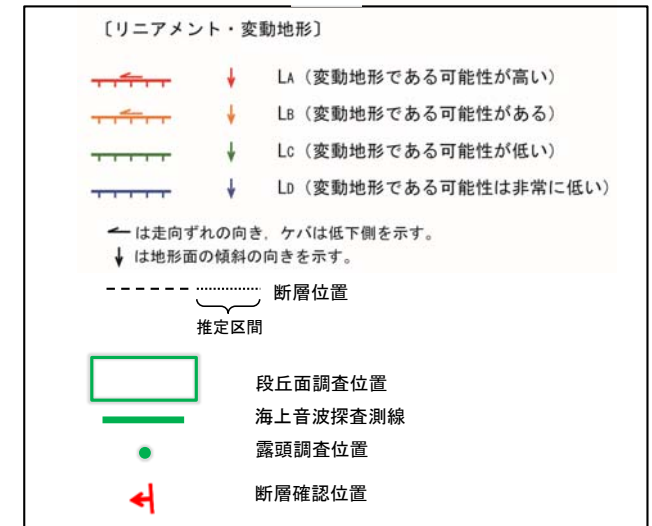 〔リニアメント・変動地形〕
LA（変動地形である可能性が高い）
LB（変動地形である可能性がある）
LC（変動地形である可能性が低い）
LD（変動地形である可能性は非常に低い）
は走向ずれの向き，ケバは低下側を示す。
は地形面の傾斜の向きを示す。
断層位置
推定区間
段丘面調査位置
海上音波探査測線
露頭調査位置
断層確認位置